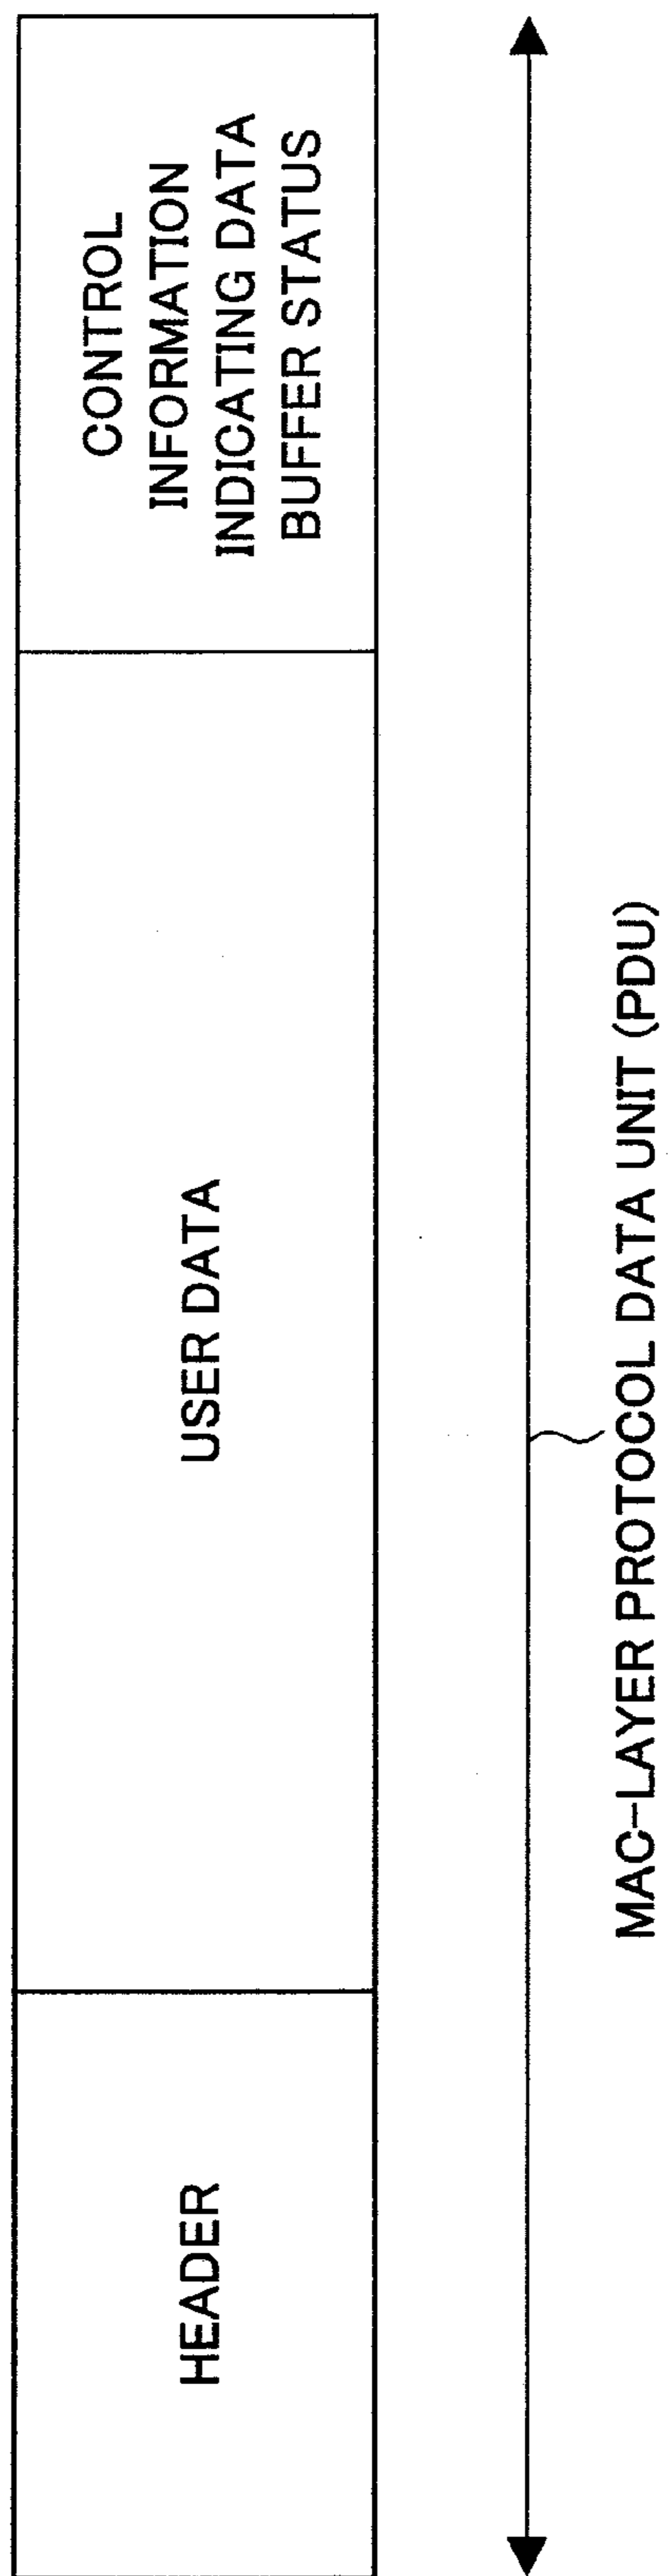 HEADER
USER DATA
CONTROL
INFORMATION
INDICATING DATA
BUFFER STATUS
MAC-LAYER PROTOCOL DATA UNIT (PDU)